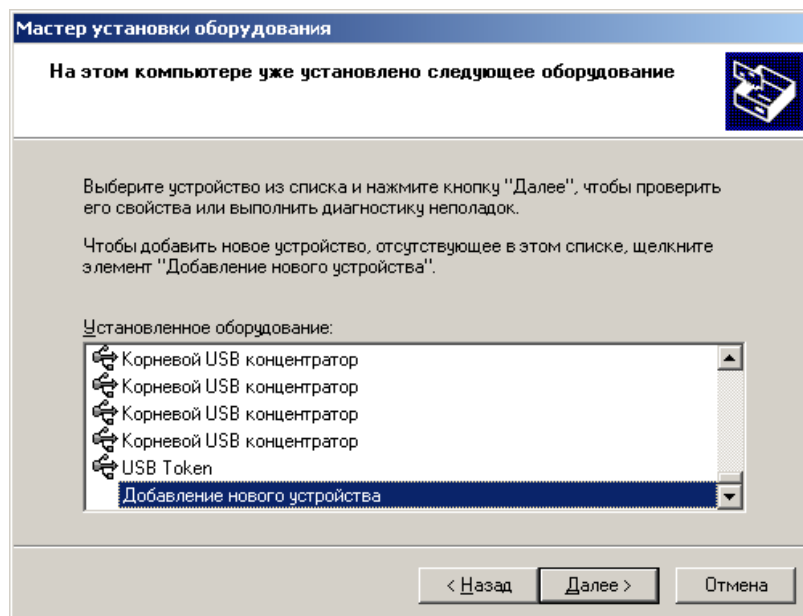 Мастер установки оборудования
На этом компьютере уже установлено следующее оборудование
Выберите устройство из списка и нажмите кнопку "Далее", чтобы проверить
его свойства или выполнить диагностику неполадок.
Чтобы добавить новое устройство, отсутствующее в этом списке, щелкните
элемент "Добавление нового устройства".
Установленное оборудование:
Корневой USB концентратор
Корневой USB концентратор
Корневой USB концентратор
Корневой USB концентратор
USB Token
Добавление нового устройства
< Назад Далее > Отмена